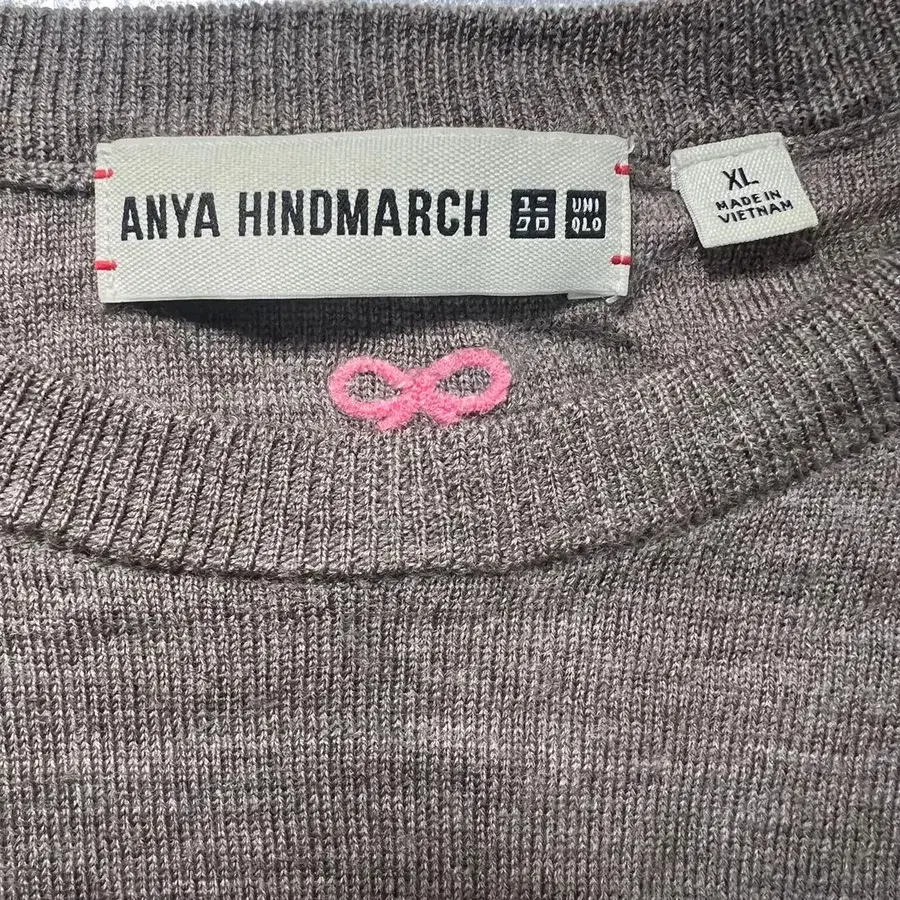 ANYA HINDMARCH
ユニ
クロ
UNI
QLO
XL
MADE IN
VIETNAM